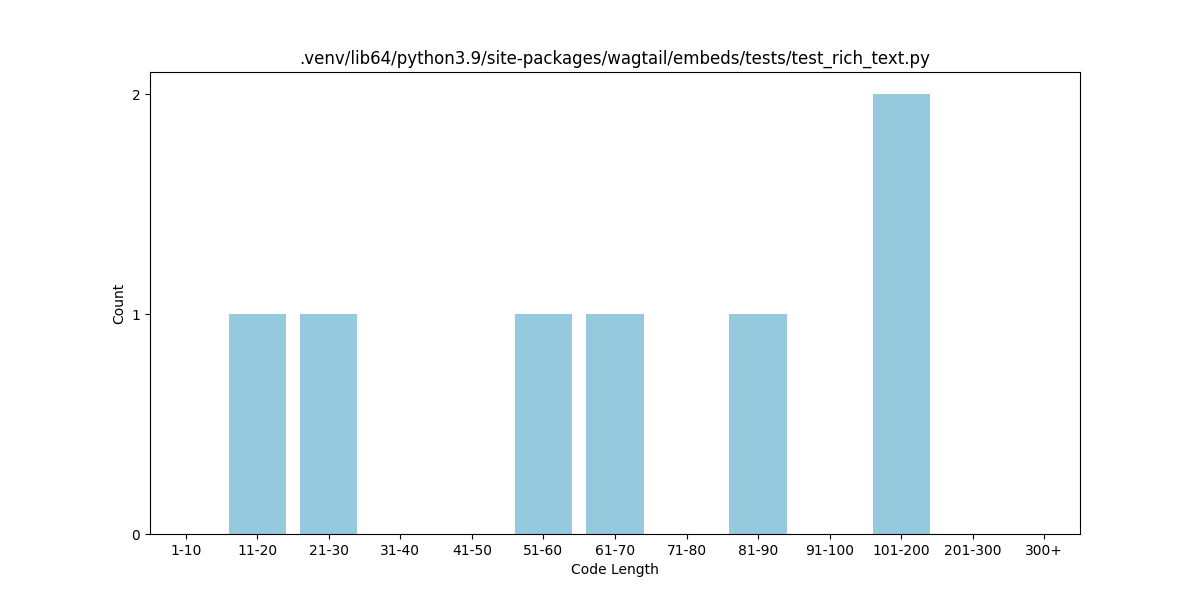 .venv/lib64/python3.9/site-packages/wagtail/embeds/tests/test_rich_text.py
2
1
0
Count
1-10 11-20 21-30 31-40 41-50 51-60 61-70 71-80 81-90 91-100 101-200 201-300 300+
Code Length